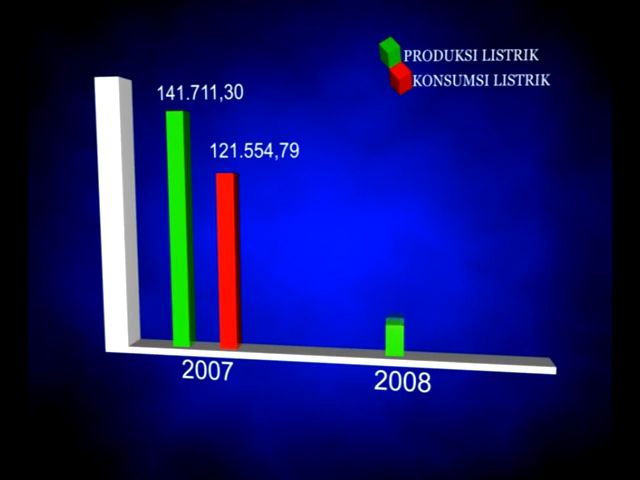 PRODUKSI LISTRIK
KONSUMSI LISTRIK
141.711,30
121.554,79
2007
2008